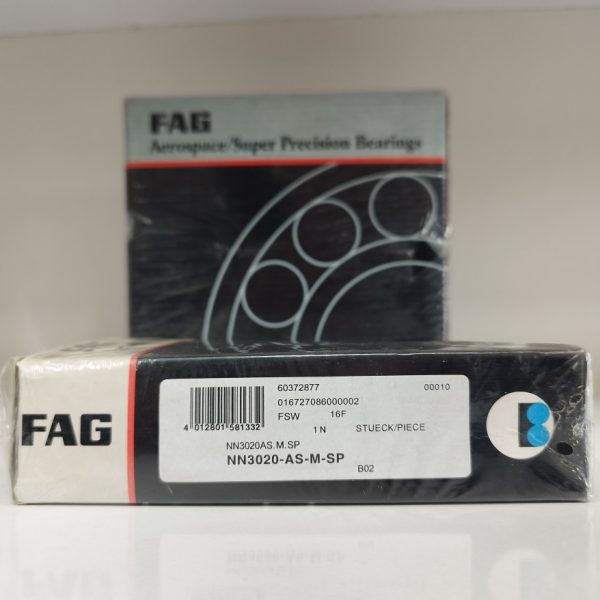 FAG
Aerospace/Super Precision Bearings
FAG
60372877 00010
016727086000002
FSW 16F
4 012801 581332
1 N STUECK/PIECE
NN3020AS.M.SP
NN3020-AS-M-SP
B02